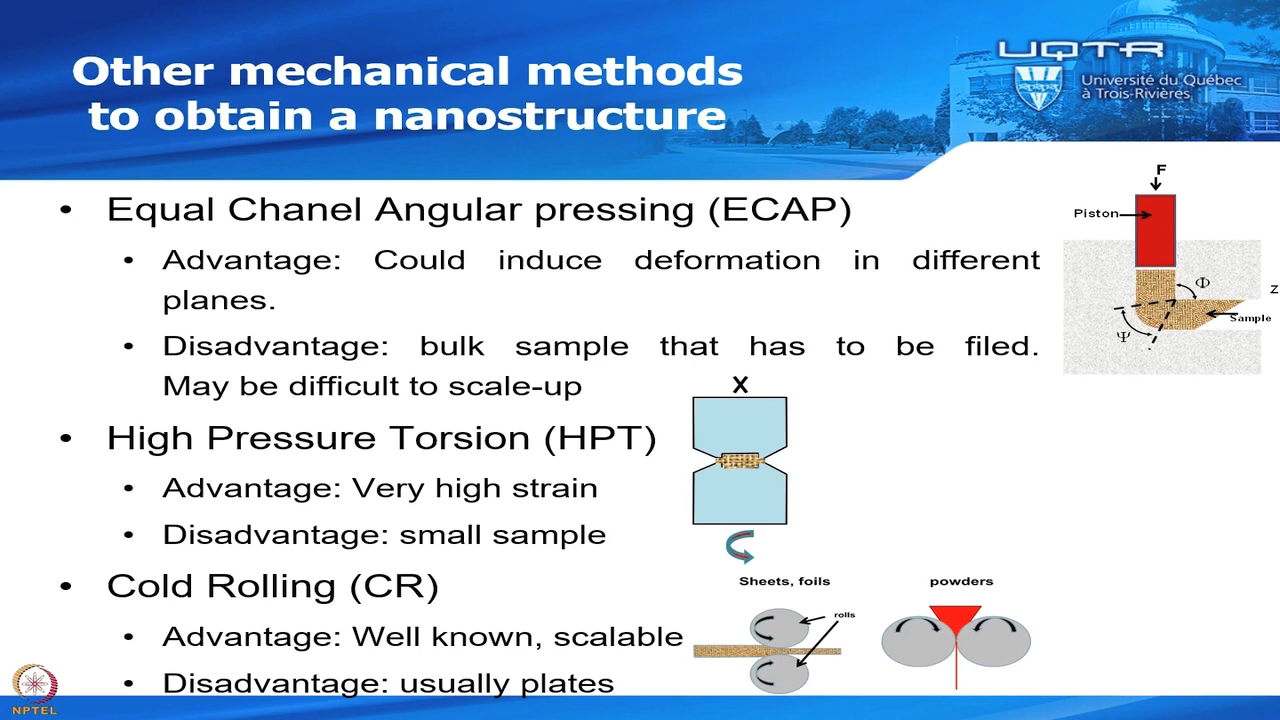 Other mechanical methods
to obtain a nanostructure
UQTR
Université du Québec
à Trois-Rivières
• Equal Chanel Angular pressing (ECAP)
• Advantage: Could induce deformation in different
planes.
• Disadvantage: bulk sample that has to be filed.
May be difficult to scale-up
• High Pressure Torsion (HPT)
• Advantage: Very high strain
• Disadvantage: small sample
• Cold Rolling (CR)
• Advantage: Well known, scalable
• Disadvantage: usually plates
F
Piston
Φ
Z
Sample
Ψ
X
Sheets, foils
powders
rolls
NPTEL